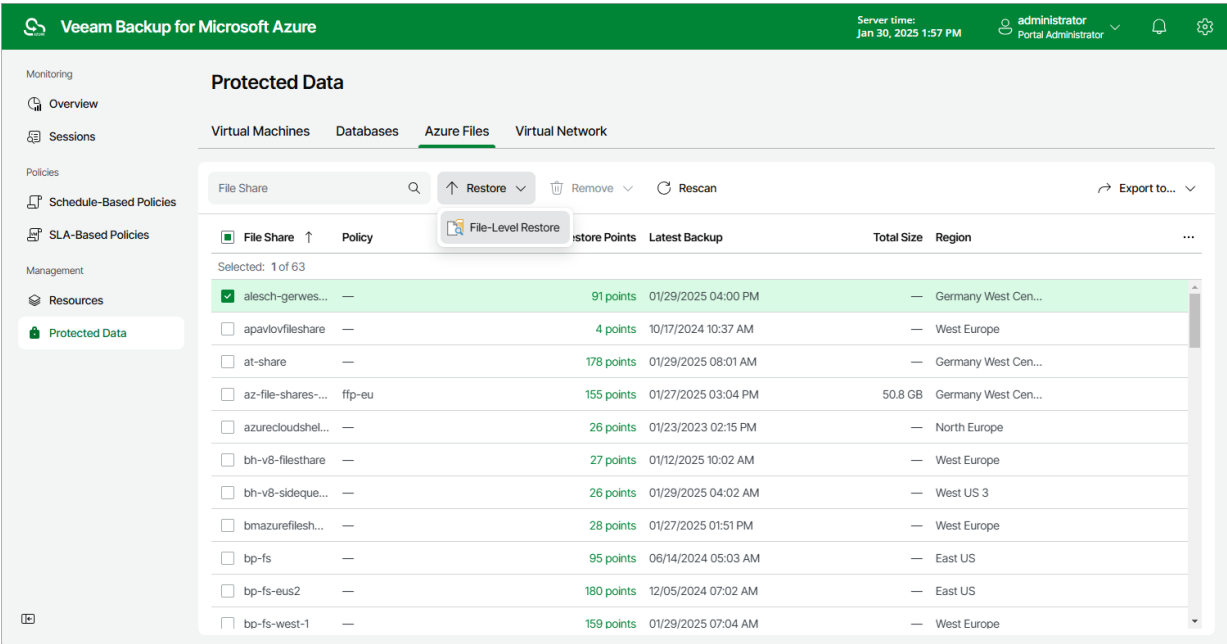 Veeam Backup for Microsoft Azure
Server time:
Jan 30, 2025 1:57 PM
administrator
Portal Administrator
Monitoring
Overview
Sessions
Policies
Schedule-Based Policies
SLA-Based Policies
Management
Resources
Protected Data
Protected Data
Virtual Machines Databases Azure Files Virtual Network
File Share Restore Remove Rescan Export to...
File-Level Restore
File Share Policy Latest Backup Total Size Region
Selected: 1 of 63
alesch-gerwes... — 91 points 01/29/2025 04:00 PM — Germany West Cen...
apavlovfileshare — 4 points 10/17/2024 10:37 AM — West Europe
at-share — 178 points 01/29/2025 08:01 AM — Germany West Cen...
az-file-shares-... ffp-eu 155 points 01/27/2025 03:04 PM 50.8 GB Germany West Cen...
azurecloudshel... — 26 points 01/23/2023 02:15 PM — North Europe
bh-v8-filesthare — 27 points 01/12/2025 10:02 AM — West Europe
bh-v8-sideque... — 26 points 01/29/2025 04:02 AM — West US 3
bmazurefilesh... — 28 points 01/27/2025 01:51 PM — West Europe
bp-fs — 95 points 06/14/2024 05:03 AM — East US
bp-fs-eus2 — 180 points 12/05/2024 07:02 AM — East US
bp-fs-west-1 — 159 points 01/29/2025 07:04 AM — West Europe